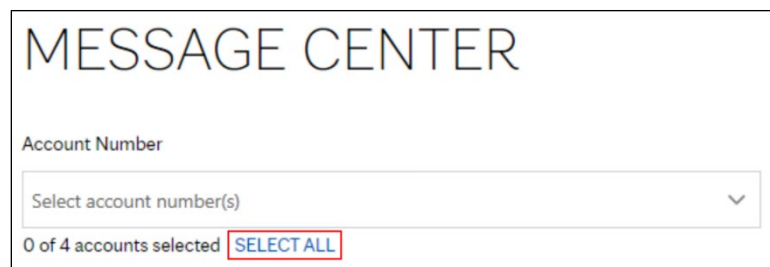 MESSAGE CENTER
Account Number
Select account number(s)
0 of 4 accounts selected SELECT ALL